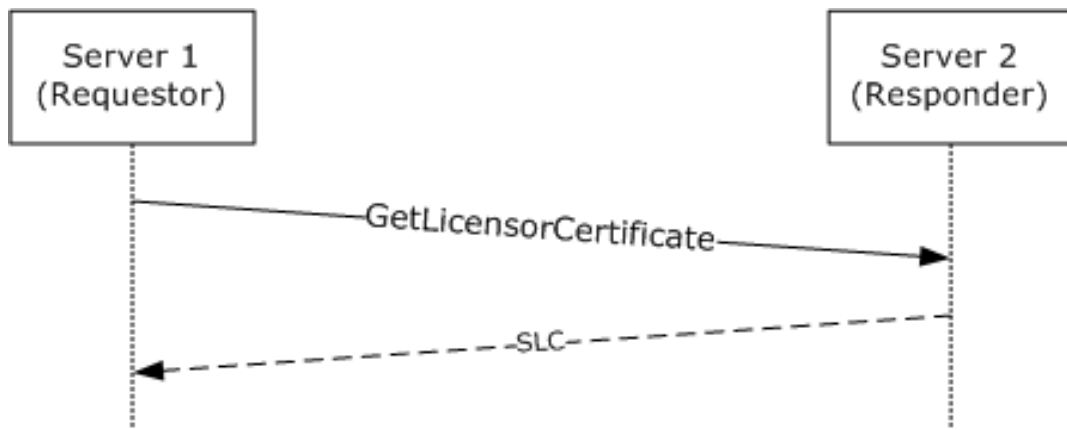 Server 1
(Requestor)
Server 2
(Responder)
GetLicensorCertificate
SLC